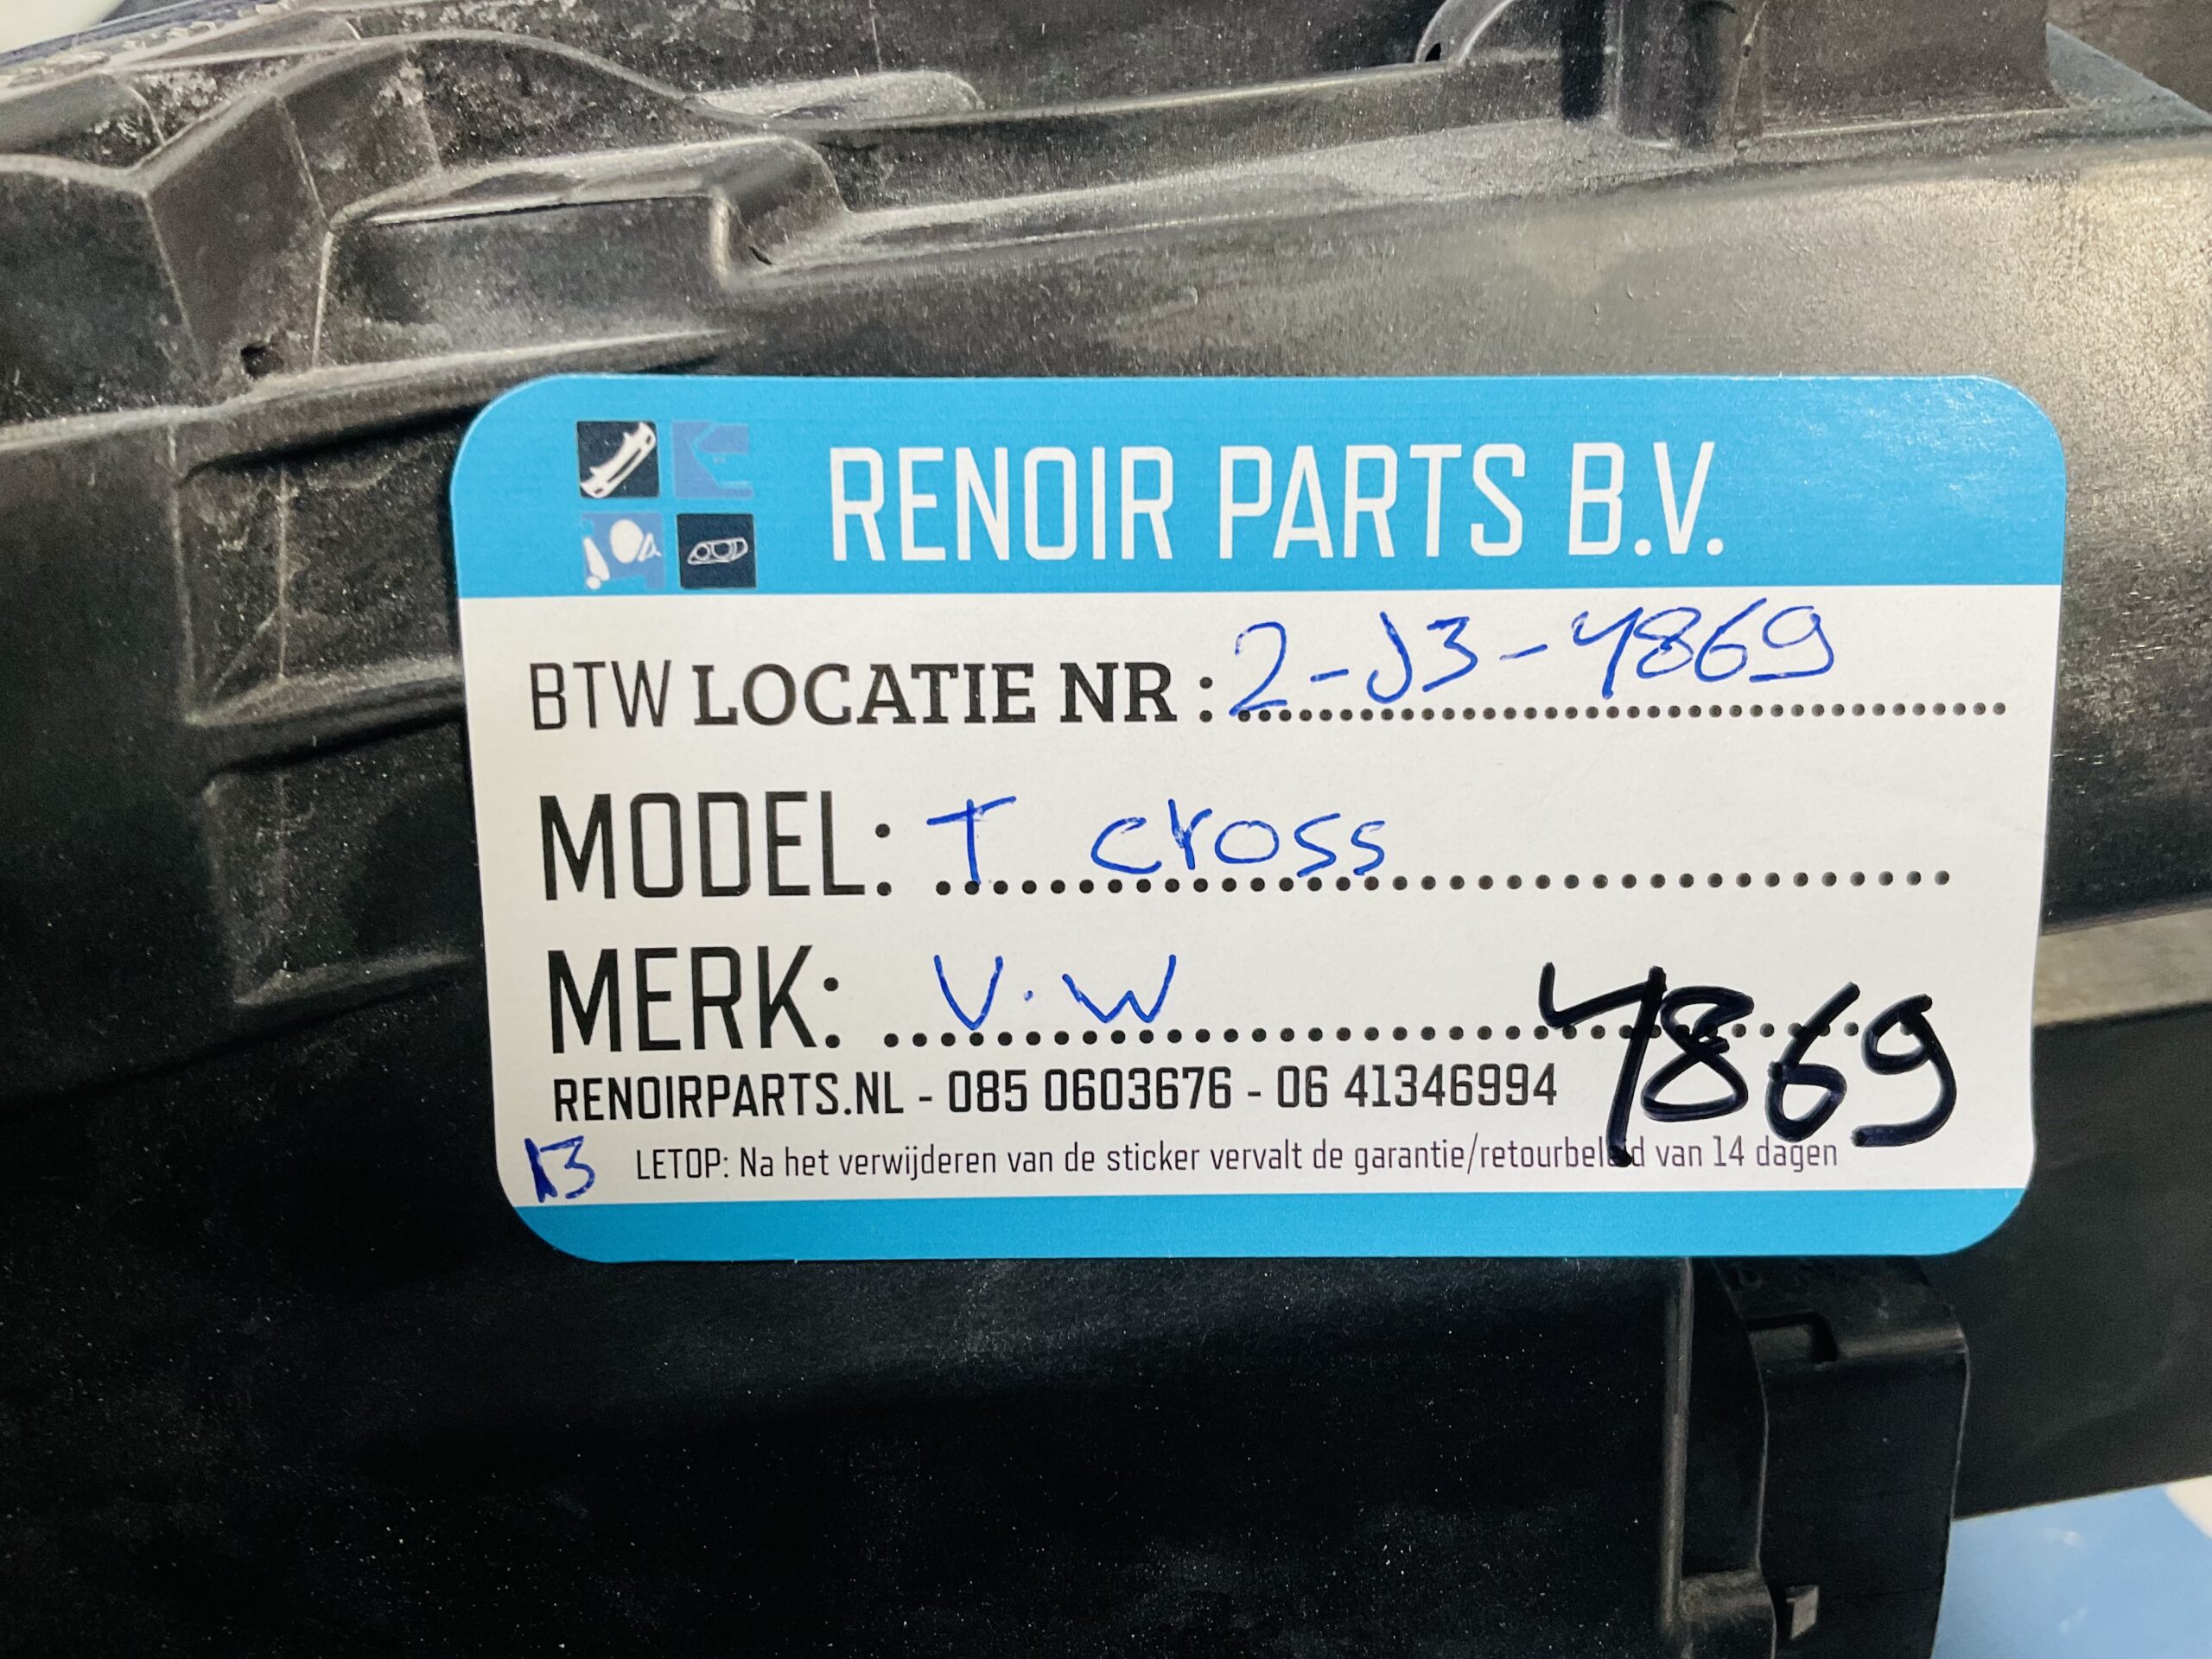 RENOIR PARTS B.V.
BTW LOCATIE NR : 2-J3-4869
MODEL: T cross
MERK: V.W
4869
RENOIRPARTS.NL - 085 0603676 - 06 41346994
13 LETOP: Na het verwijderen van de sticker vervalt de garantie/retourbeleid van 14 dagen